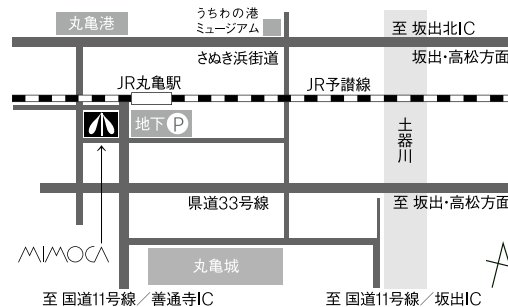 丸亀港
うちわの港
ミュージアム
至 坂出北IC
さぬき浜街道
坂出・高松方面
JR丸亀駅
JR予讃線
地下P
土器川
県道33号線
至 坂出・高松方面
MIMOCA
丸亀城
至 国道11号線／善通寺IC
至 国道11号線／坂出IC